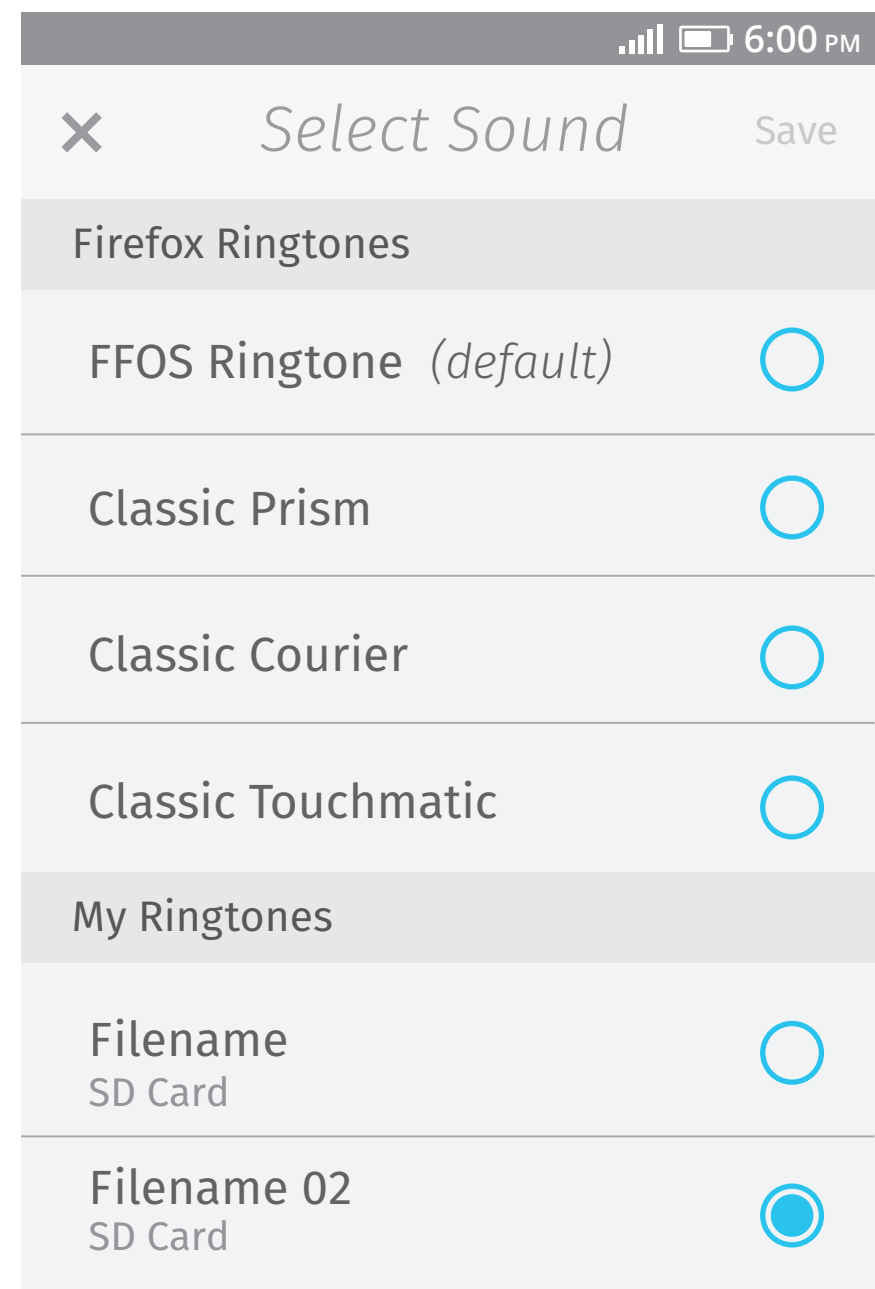 6:00 PM
Select Sound Save
Firefox Ringtones
FFOS Ringtone (default)
Classic Prism
Classic Courier
Classic Touchmatic
My Ringtones
Filename
SD Card
Filename 02
SD Card